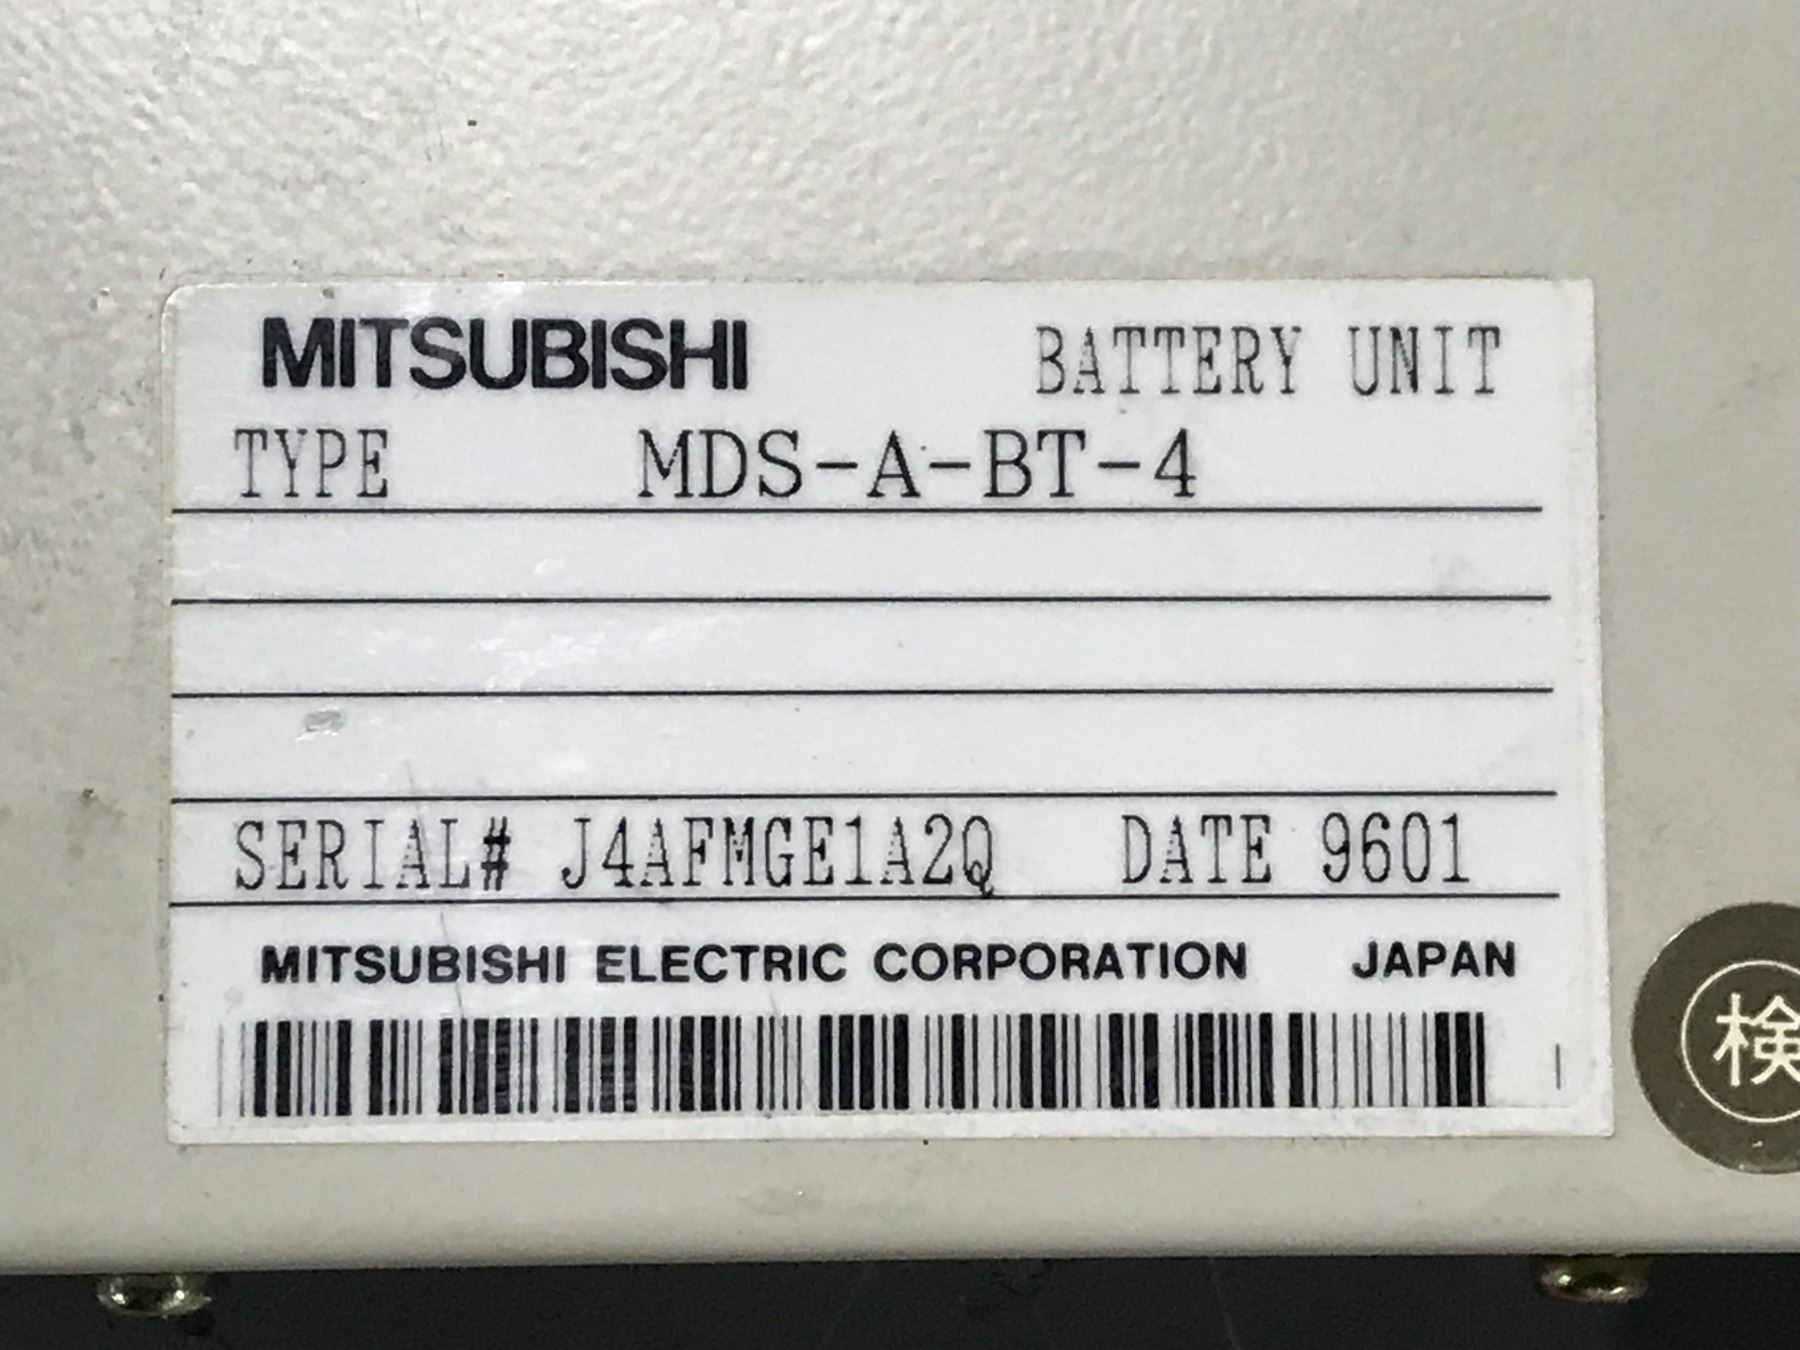 MITSUBISHI BATTERY UNIT
TYPE MDS-A-BT-4
SERIAL# J4AFMGE1A2Q DATE 9601
MITSUBISHI ELECTRIC CORPORATION JAPAN
検